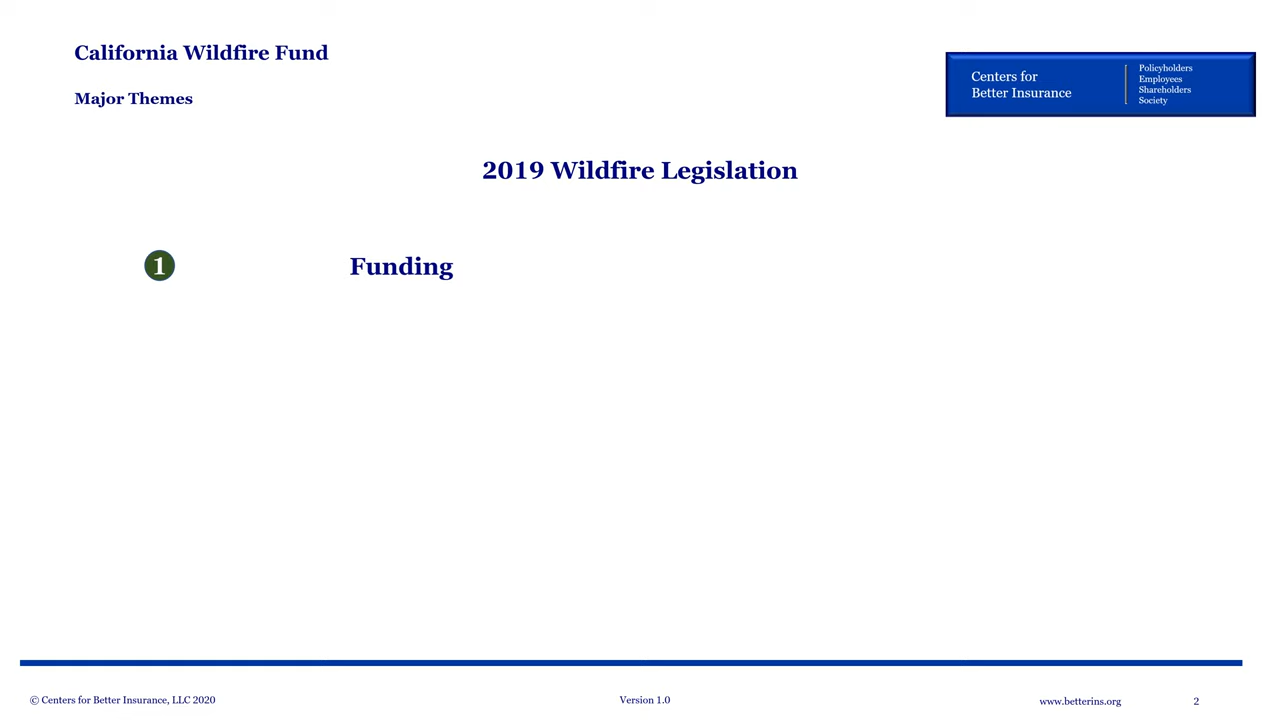 California Wildfire Fund
Major Themes
Centers for
Better Insurance
Policyholders
Employees
Shareholders
Society
2019 Wildfire Legislation
1 Funding
© Centers for Better Insurance, LLC 2020
Version 1.0
www.betterins.org
2